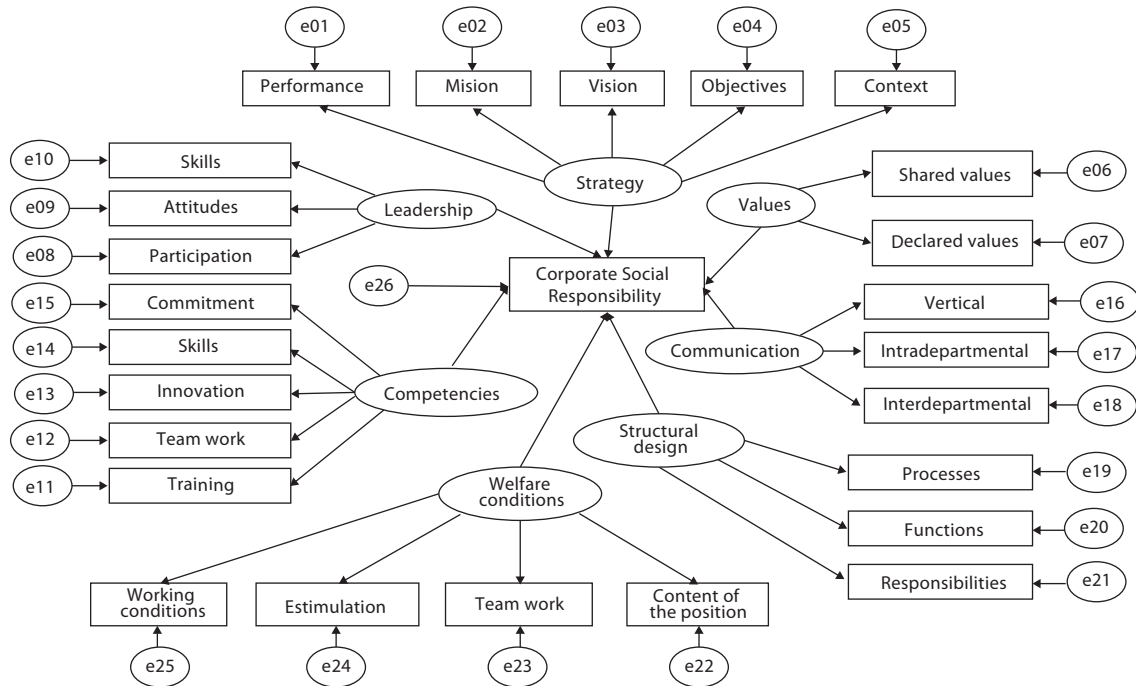 e01
e02
e03
e04
e05
Performance
Mision
Vision
Objectives
Context
e10
Skills
Strategy
Shared values
e06
e09
Attitudes
Leadership
Values
e08
Participation
Declared values
e07
e15
Commitment
e26
Corporate Social
Responsibility
Vertical
e16
e14
Skills
Communication
Intradepartmental
e17
e13
Innovation
Competencies
Interdepartmental
e18
e12
Team work
Structural
design
e11
Training
Welfare
conditions
Processes
e19
Functions
e20
Responsibilities
e21
Working
conditions
Estimulation
Team work
Content of
the position
e25
e24
e23
e22